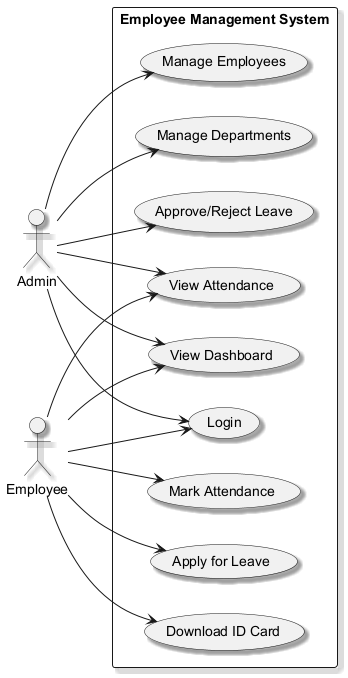 Employee Management System
Manage Employees
Manage Departments
Approve/Reject Leave
Admin
View Attendance
View Dashboard
Login
Employee
Mark Attendance
Apply for Leave
Download ID Card